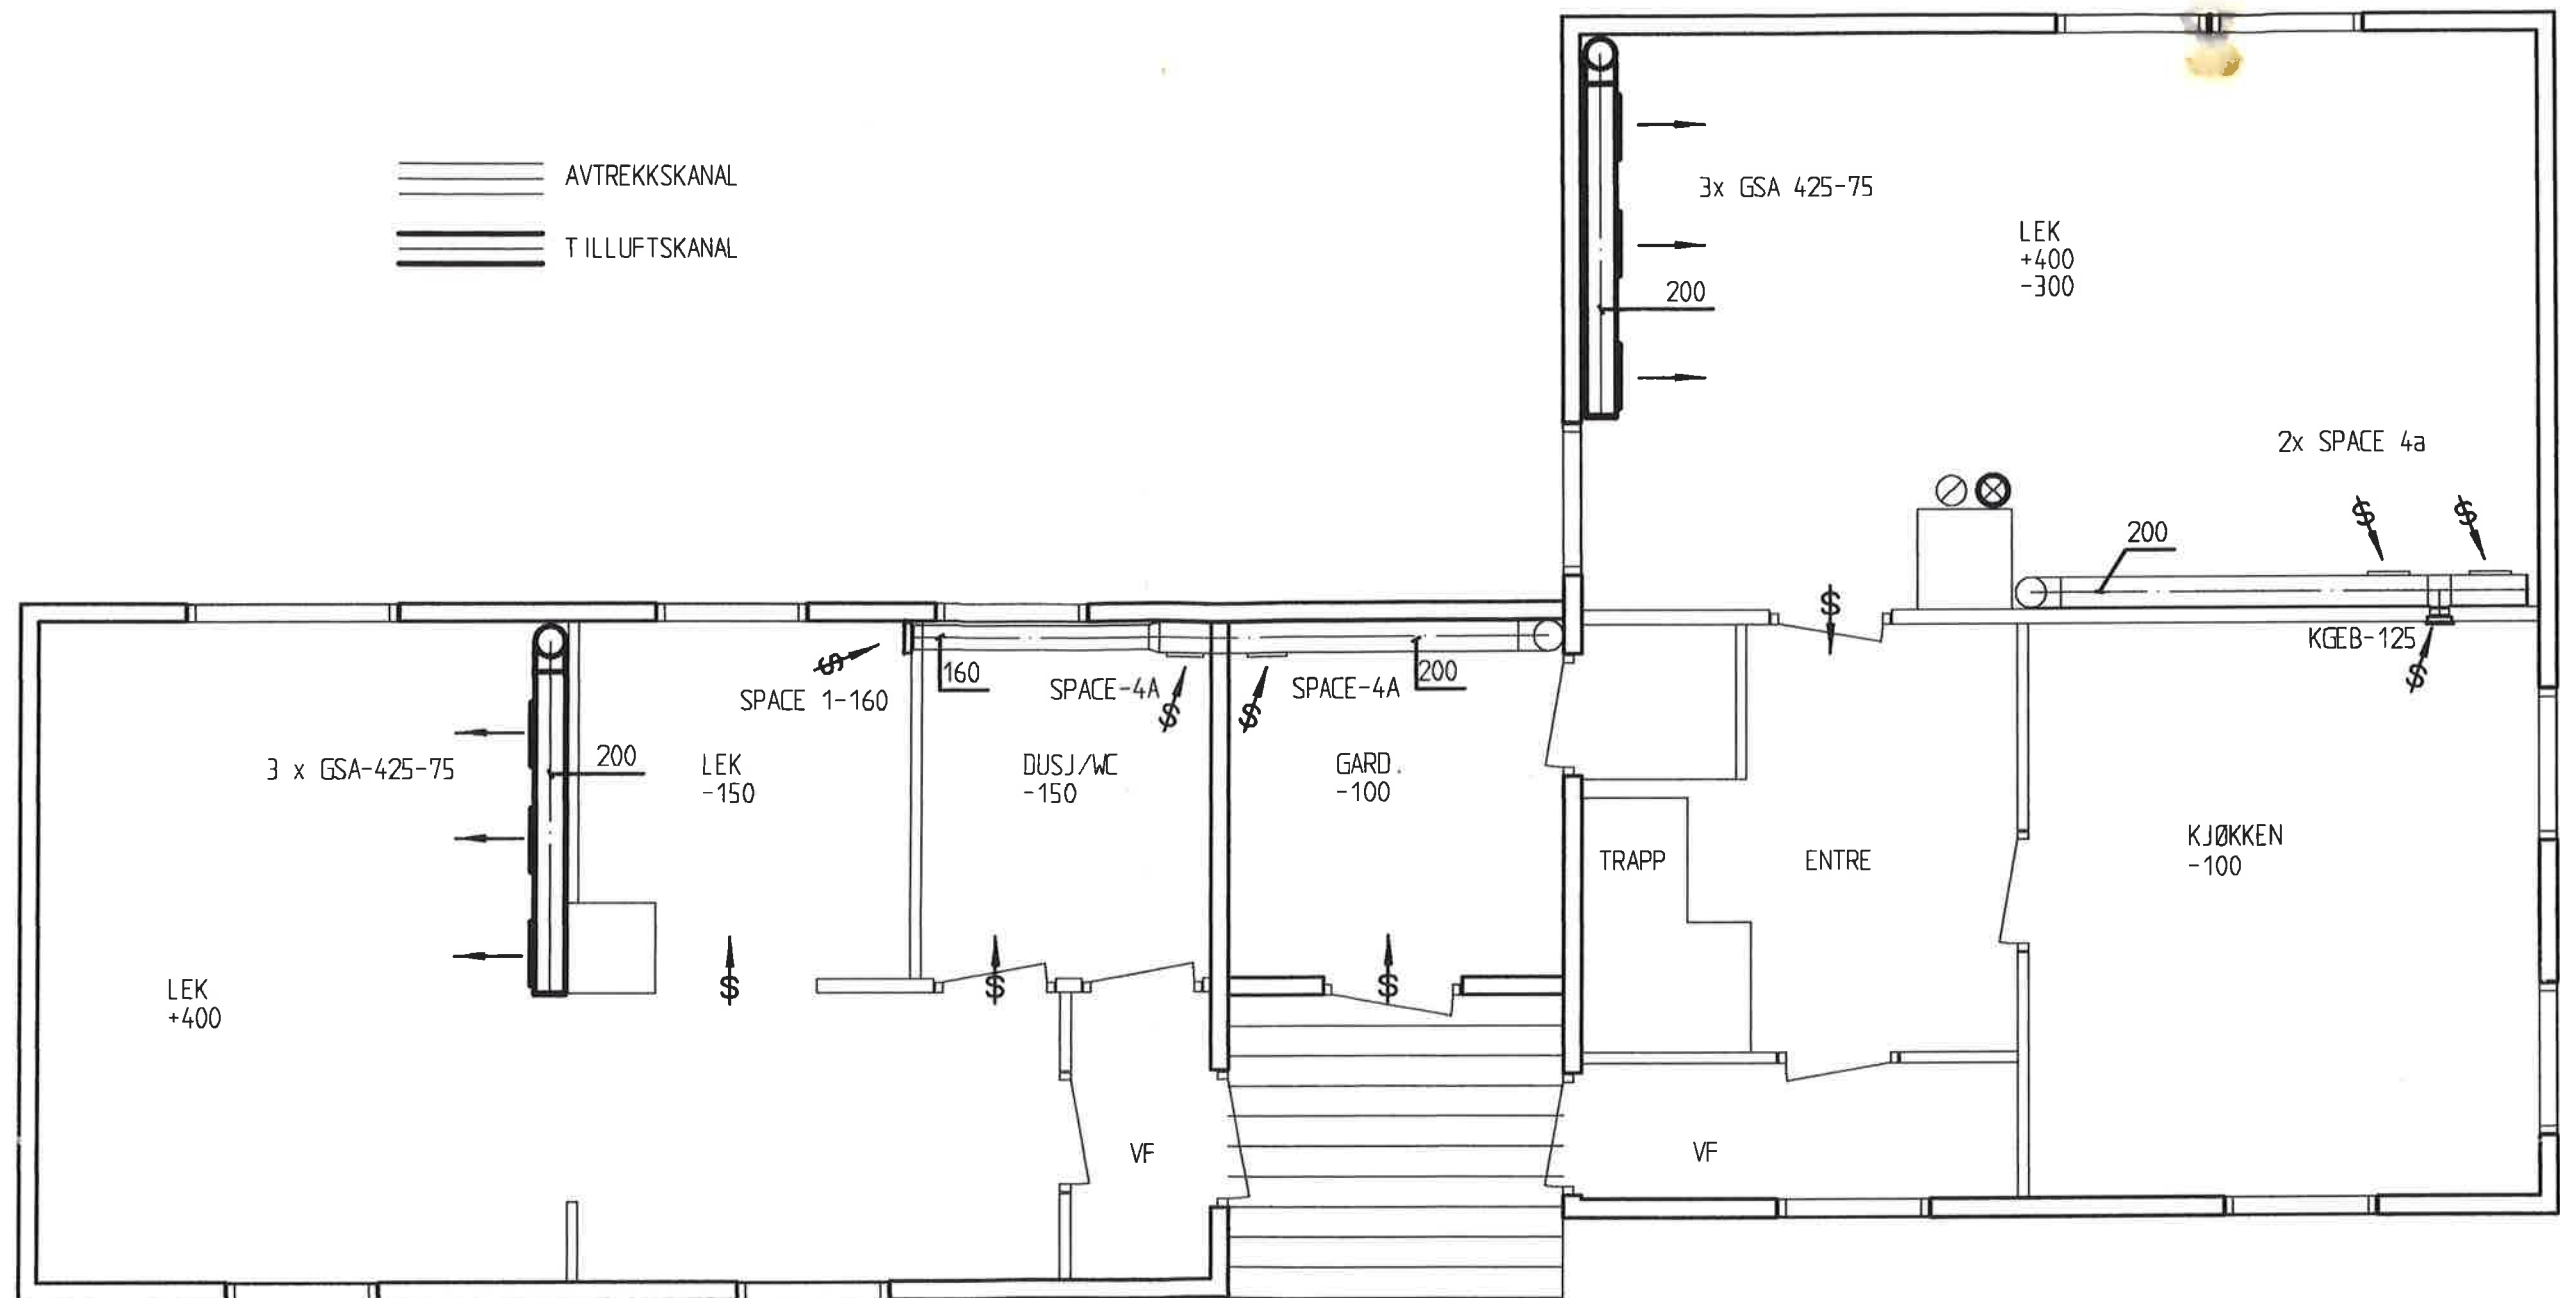 AVTREKKSKANAL
TILLUFTSKANAL
3x GSA 425-75
LEK
+400
-300
200
2x SPACE 4a
200
KGEB-125
SPACE 1-160
160
SPACE-4A
SPACE-4A
200
3 x GSA-425-75
200
LEK
-150
DUSJ/WC
-150
GARD.
-100
TRAPP
ENTRE
KJØKKEN
-100
LEK
+400
VF
VF